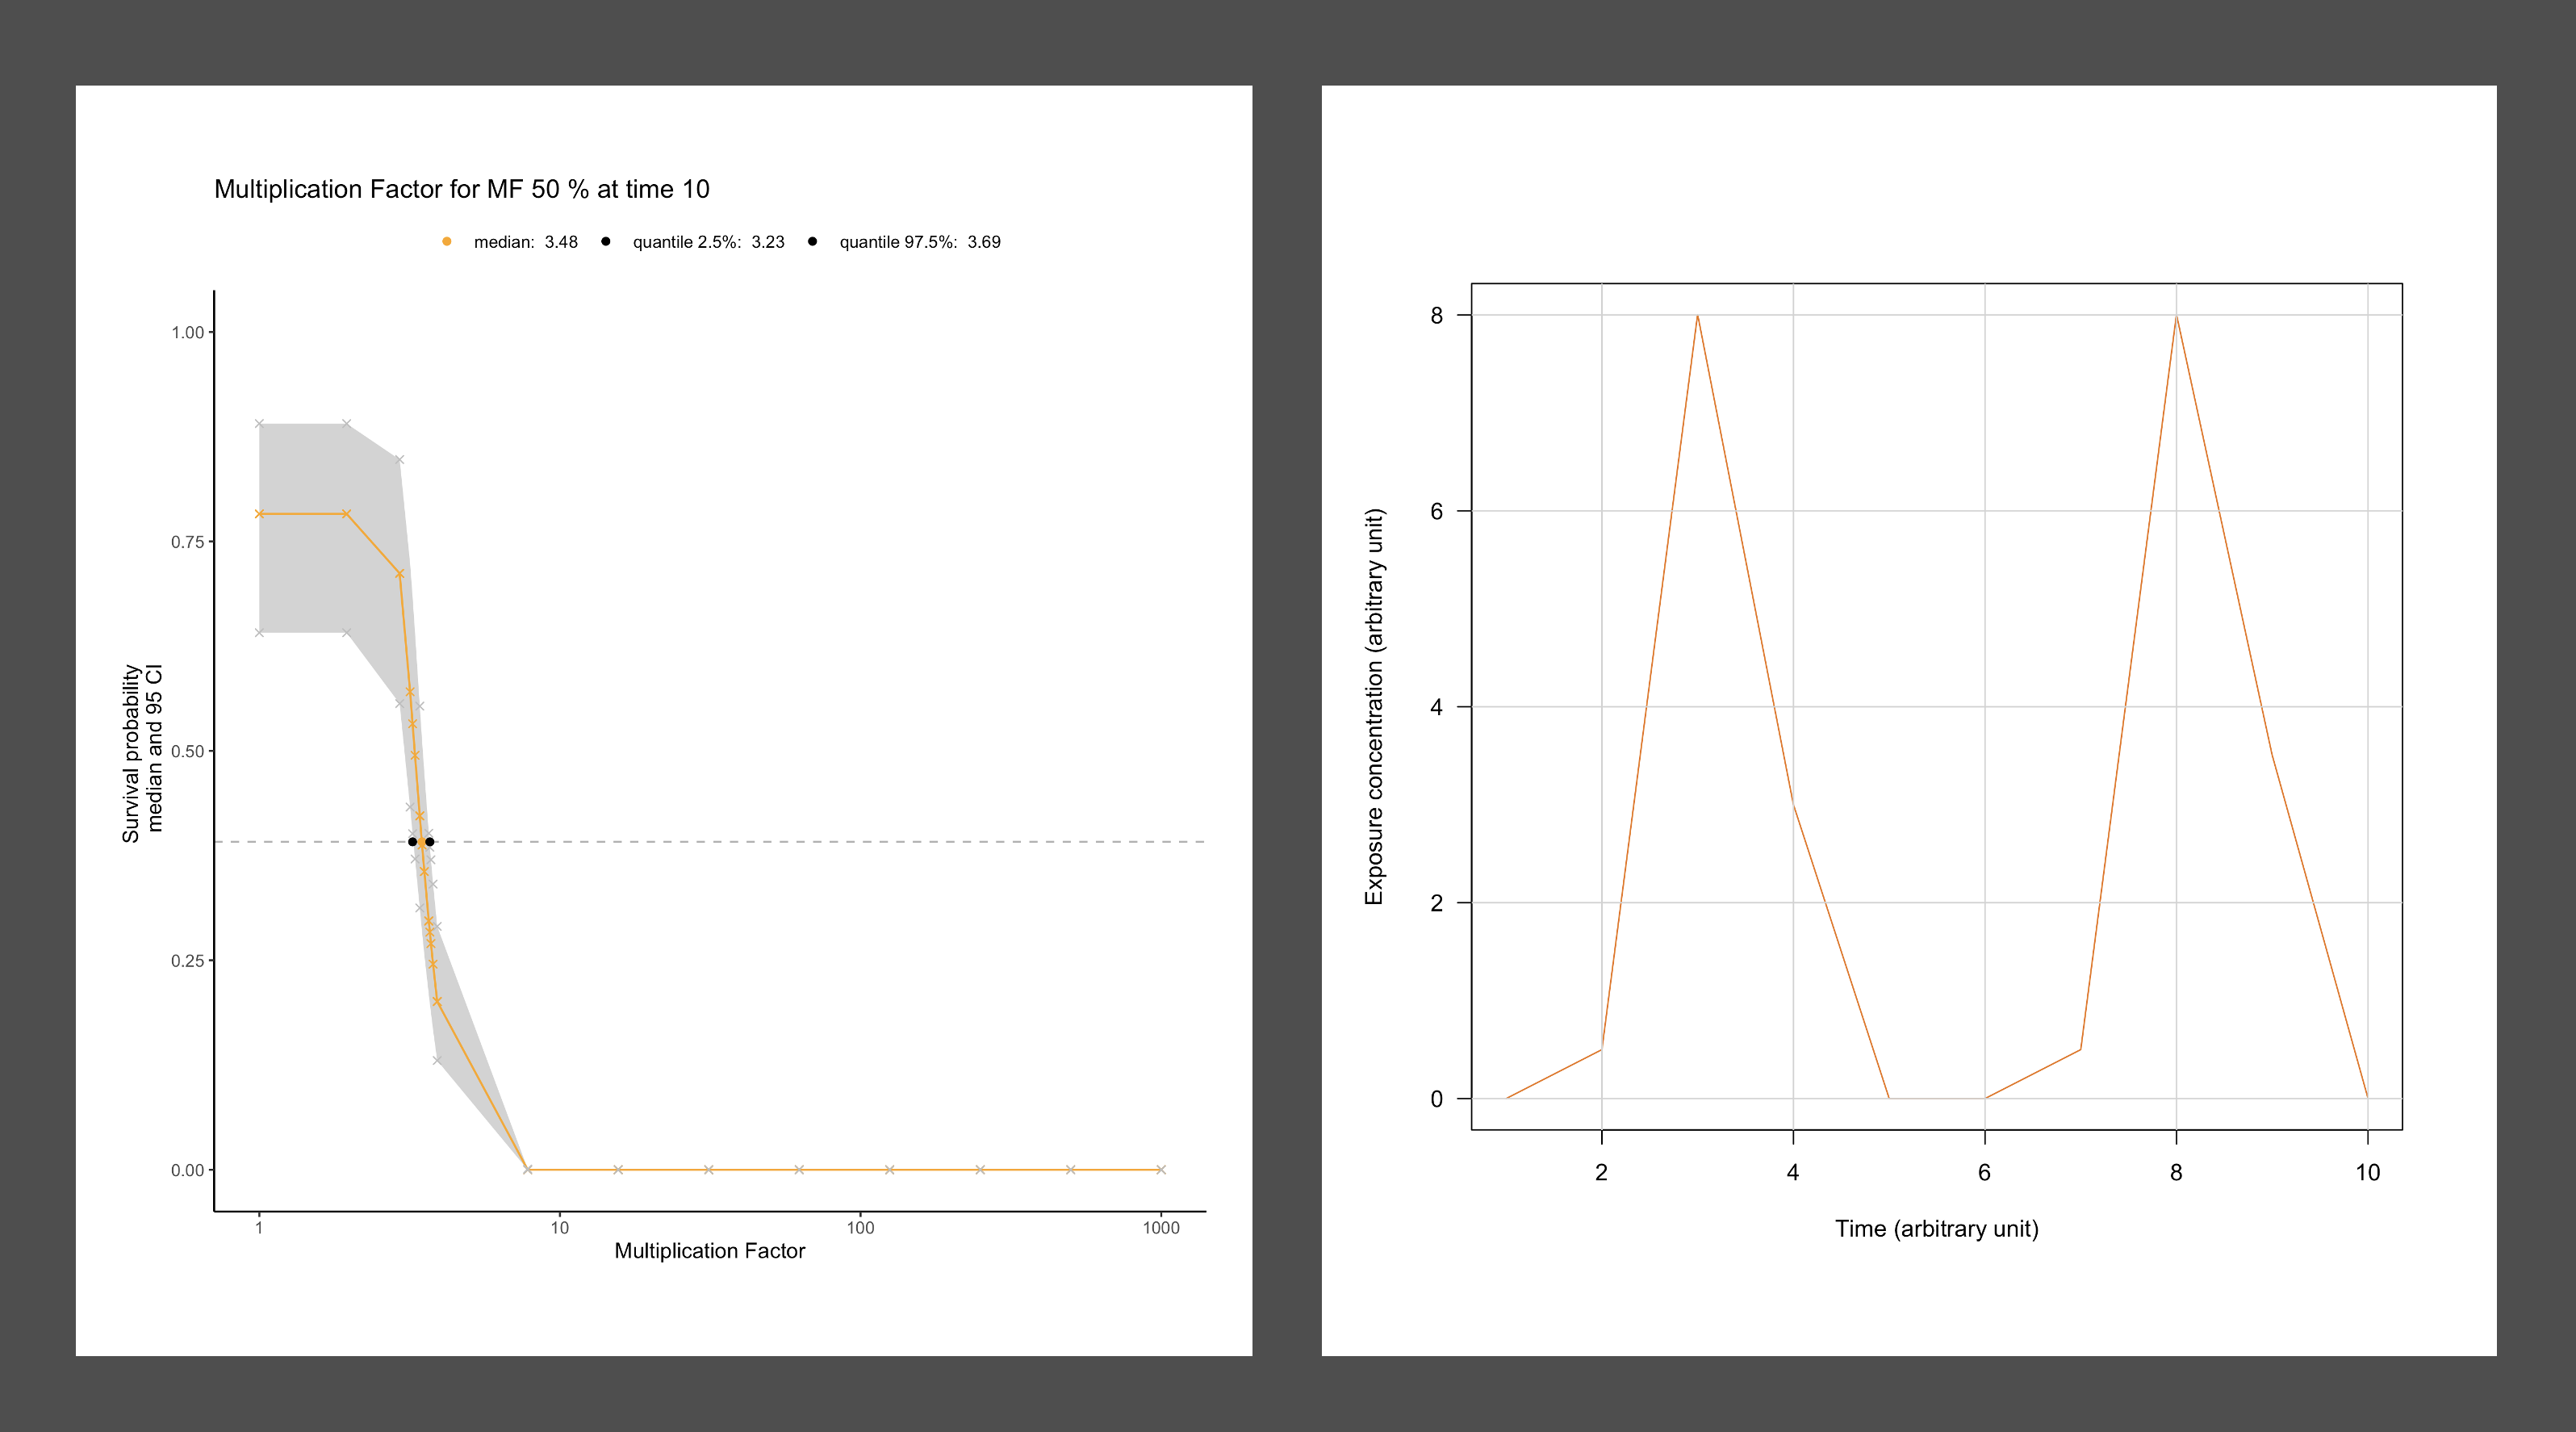 Multiplication Factor for MF 50 % at time 10
median: 3.48 quantile 2.5%: 3.23 quantile 97.5%: 3.69
1.00
0.75
0.50
0.25
0.00
Survival probability
median and 95 CI
1 10 100 1000
Multiplication Factor
8
6
4
2
0
Exposure concentration (arbitrary unit)
2 4 6 8 10
Time (arbitrary unit)